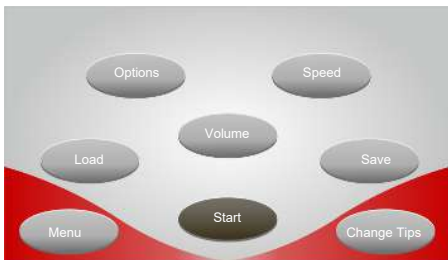 Options
Speed
Volume
Load
Save
Start
Menu
Change Tips